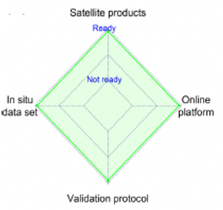 Satellite products
Ready
Not ready
In situ
data set
Online
platform
Validation protocol